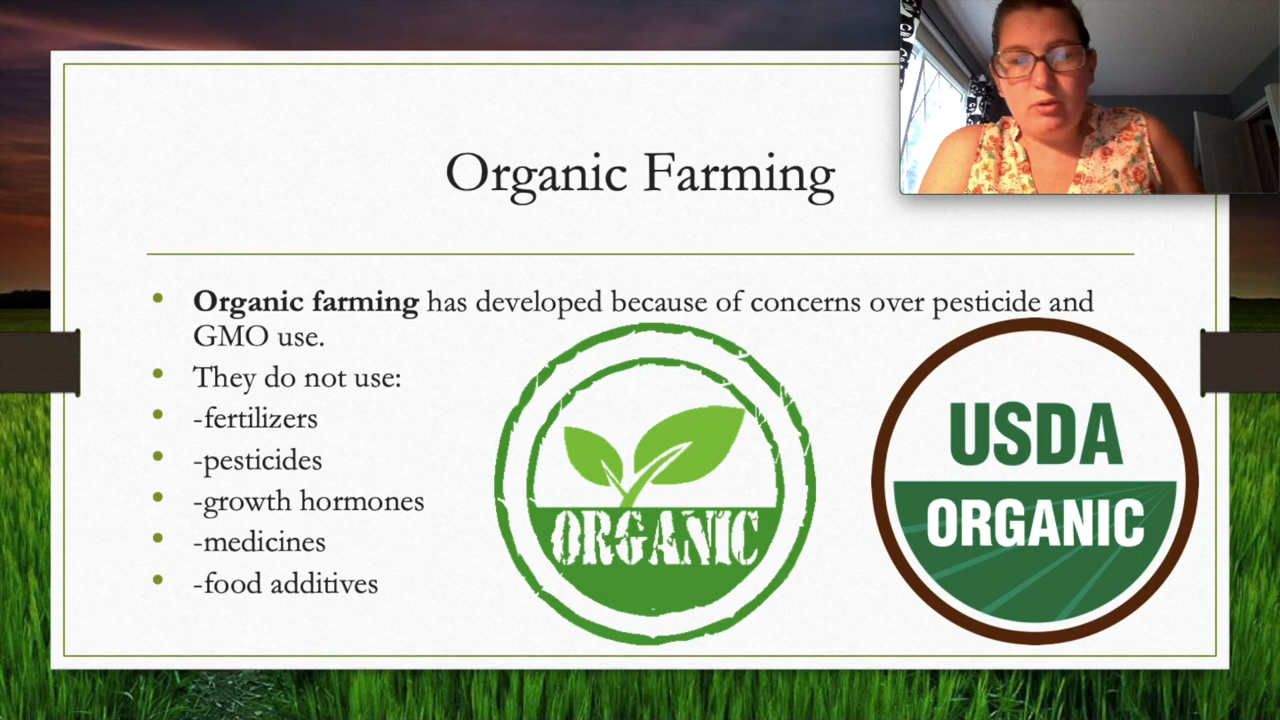 Organic Farming
Organic farming has developed because of concerns over pesticide and
GMO use.
They do not use:
-fertilizers
-pesticides
-growth hormones
-medicines
-food additives
ORGANIC
USDA
ORGANIC